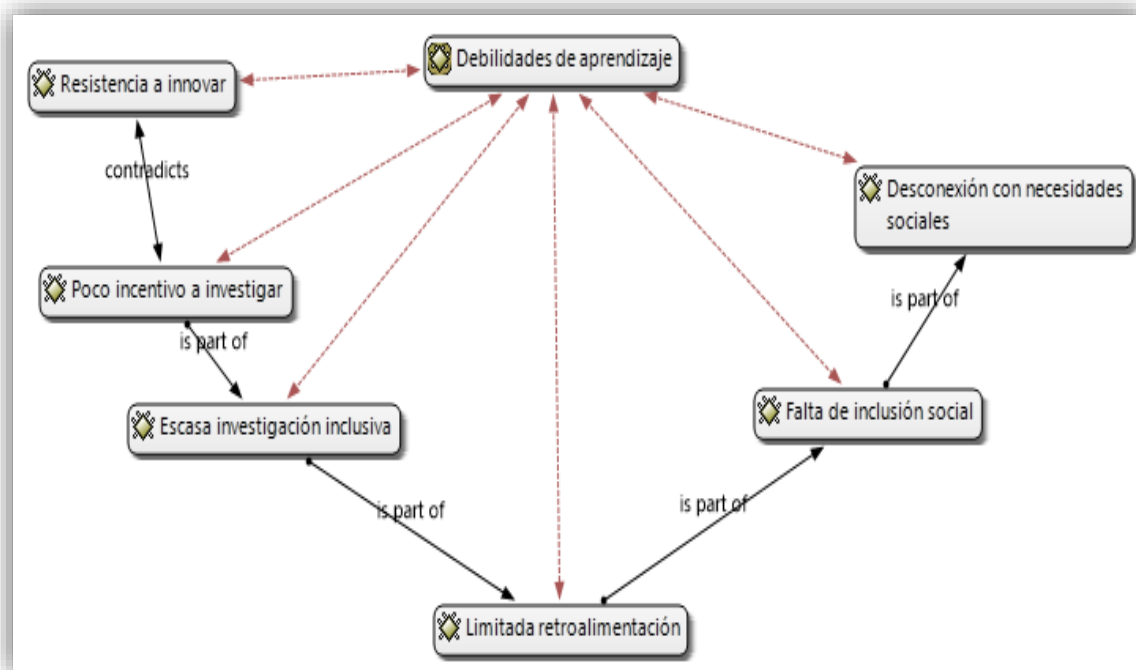 Debilidades de aprendizaje
Resistencia a innovar
contradicts
Desconexión con necesidades
sociales
Poco incentivo a investigar
is part of
is part of
Escasa investigación inclusiva
Falta de inclusión social
is part of
is part of
Limitada retroalimentación